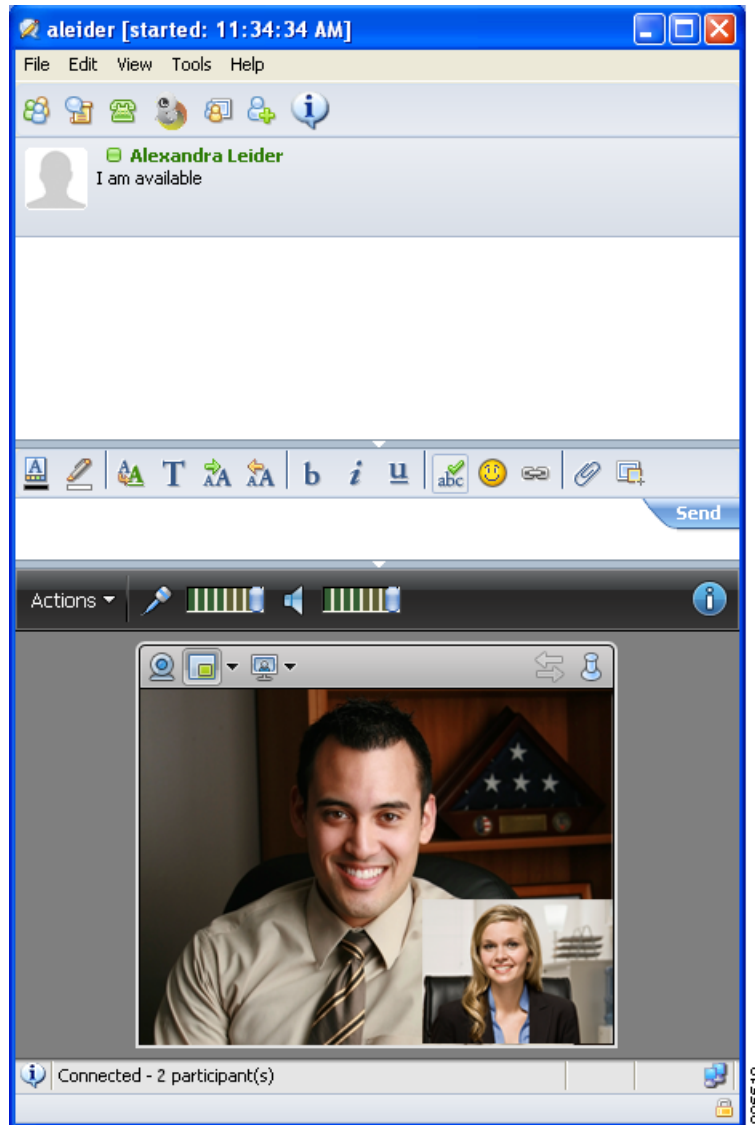 aleider [started: 11:34:34 AM]
File Edit View Tools Help
Alexandra Leider
I am available
A A A T A A b i u abc
Send
Actions
Connected - 2 participant(s)